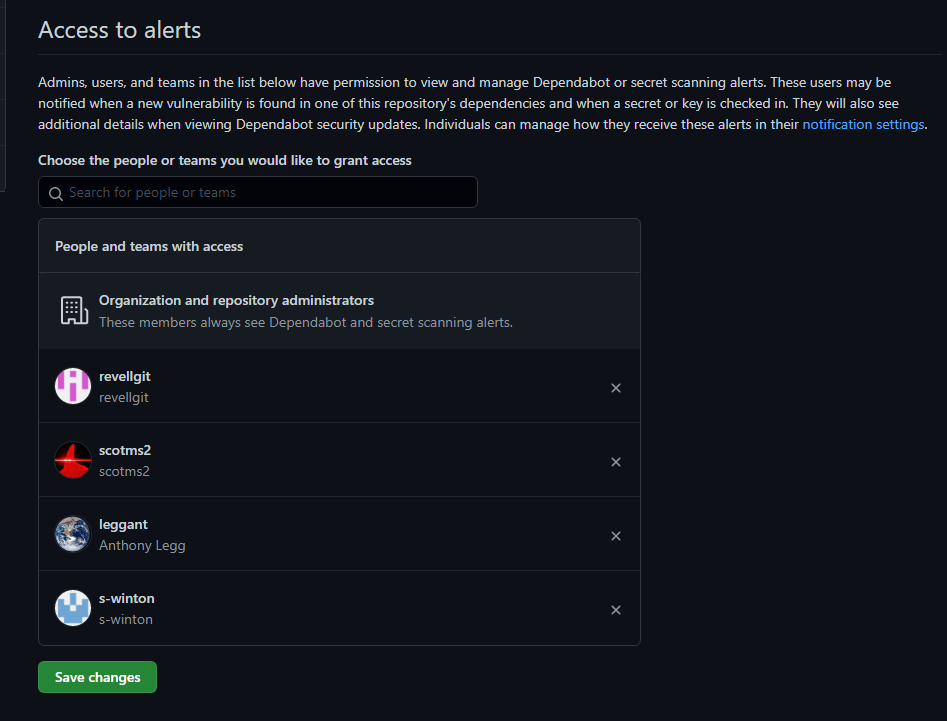 Access to alerts
Admins, users, and teams in the list below have permission to view and manage Dependabot or secret scanning alerts. These users may be
notified when a new vulnerability is found in one of this repository's dependencies and when a secret or key is checked in. They will also see
additional details when viewing Dependabot security updates. Individuals can manage how they receive these alerts in their notification settings.
Choose the people or teams you would like to grant access
Search for people or teams
People and teams with access
Organization and repository administrators
These members always see Dependabot and secret scanning alerts.
revellgit
revellgit
scotms2
scotms2
leggant
Anthony Legg
s-winton
s-winton
Save changes